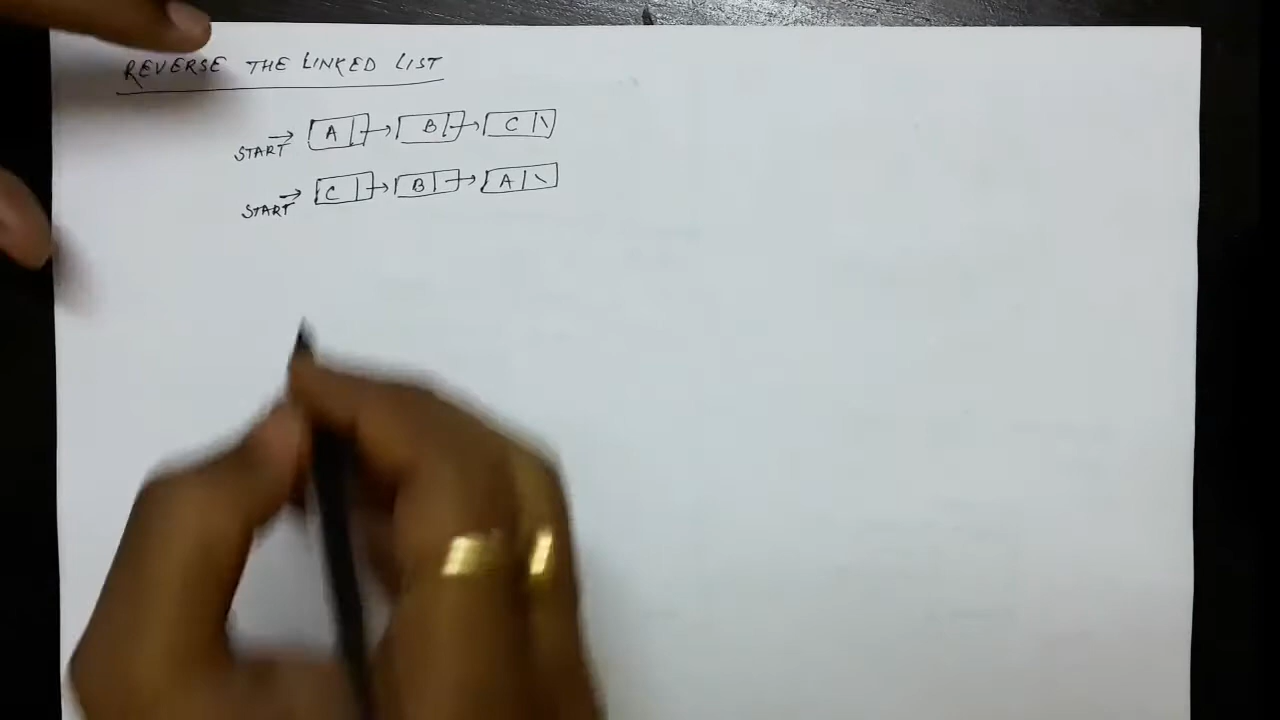 REVERSE THE LINKED LIST
START → A → B → C \
START → C → B → A \